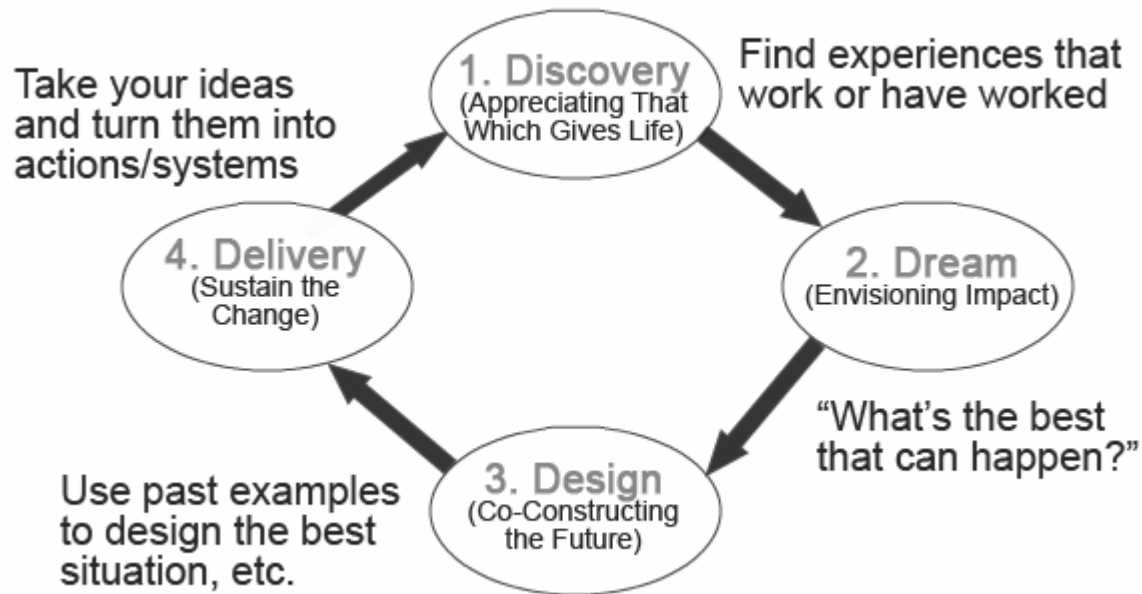 1. Discovery
(Appreciating That
Which Gives Life)
Find experiences that
work or have worked
2. Dream
(Envisioning Impact)
“What’s the best
that can happen?”
3. Design
(Co-Constructing
the Future)
Use past examples
to design the best
situation, etc.
4. Delivery
(Sustain the
Change)
Take your ideas
and turn them into
actions/systems